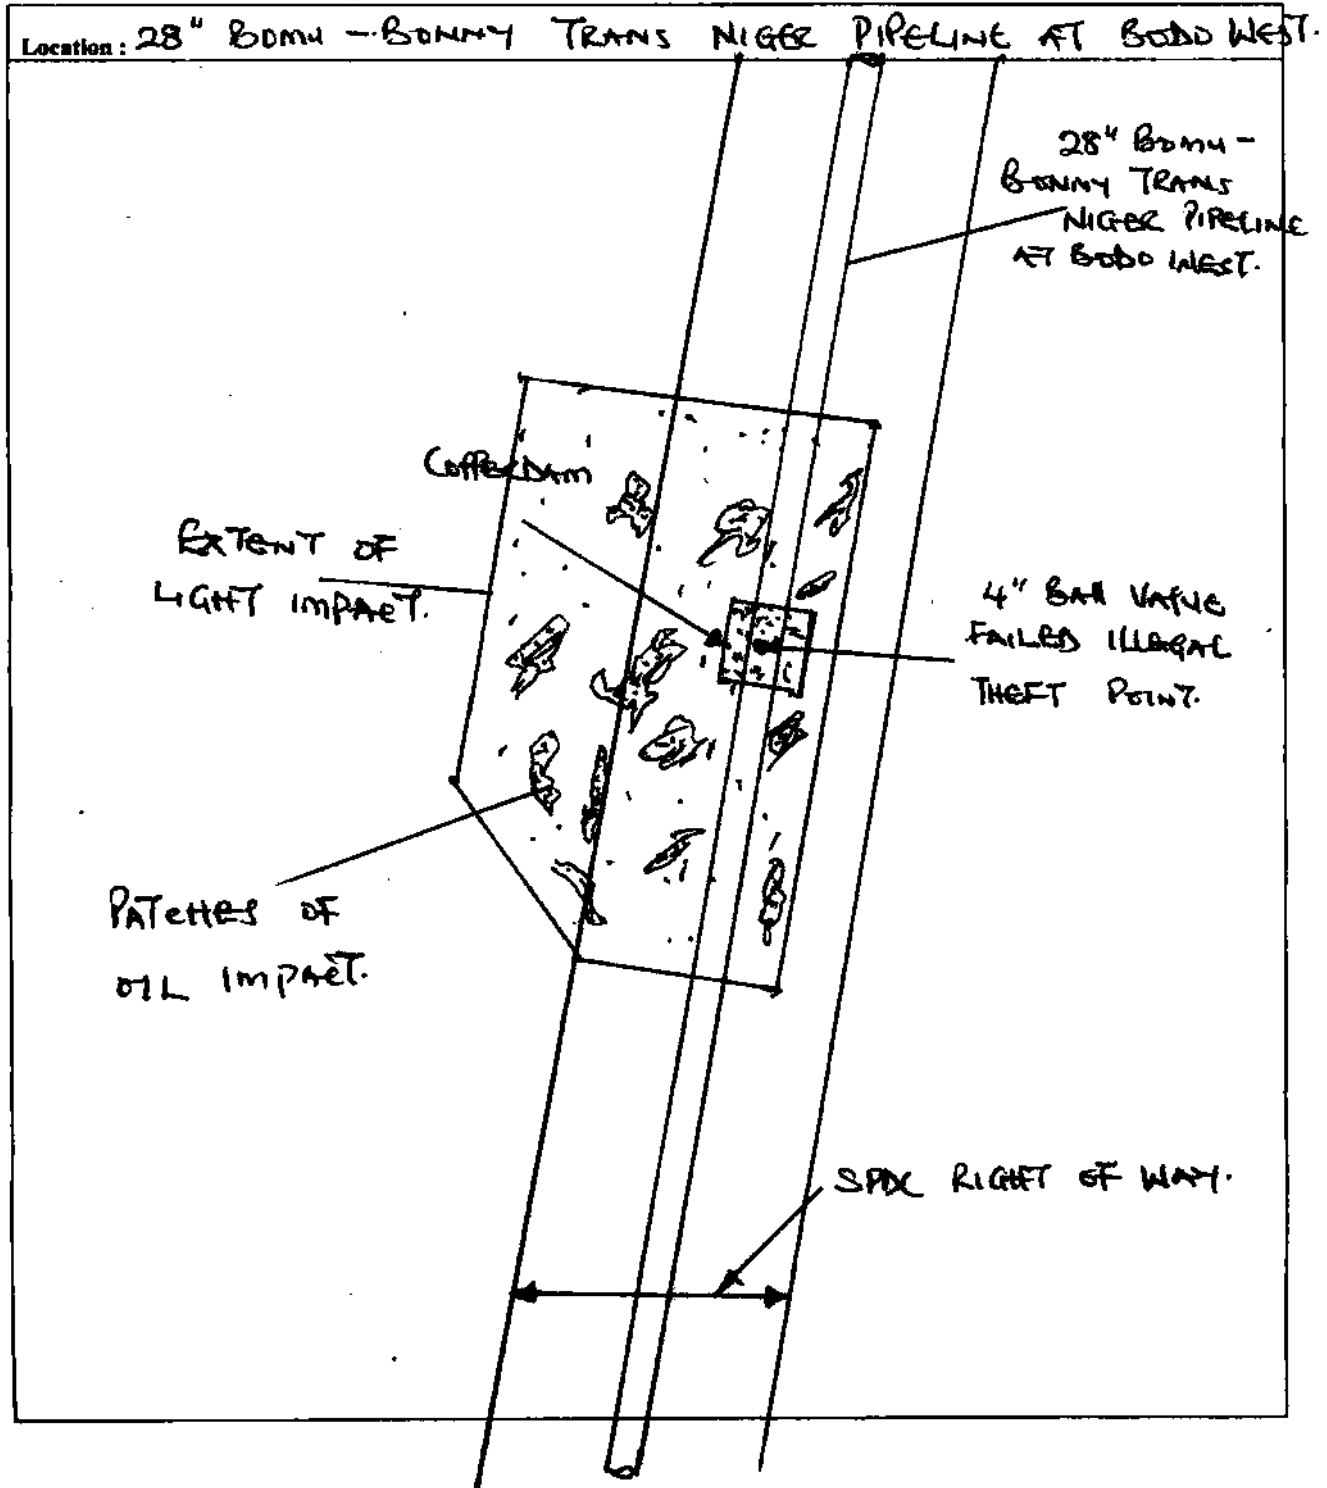 Location : 28" BOMU - BONNY TRANS NIGER PIPELINE AT BODO WEST.
28" BOMU -
BONNY TRANS
NIGER PIPELINE
AT BODO WEST.
COFFERDAM
EXTENT OF
LIGHT IMPACT.
4" BALL VALVE
FAILED ILLEGAL
THEFT POINT.
PATCHES OF
OIL IMPACT.
SPDC RIGHT OF WAY.